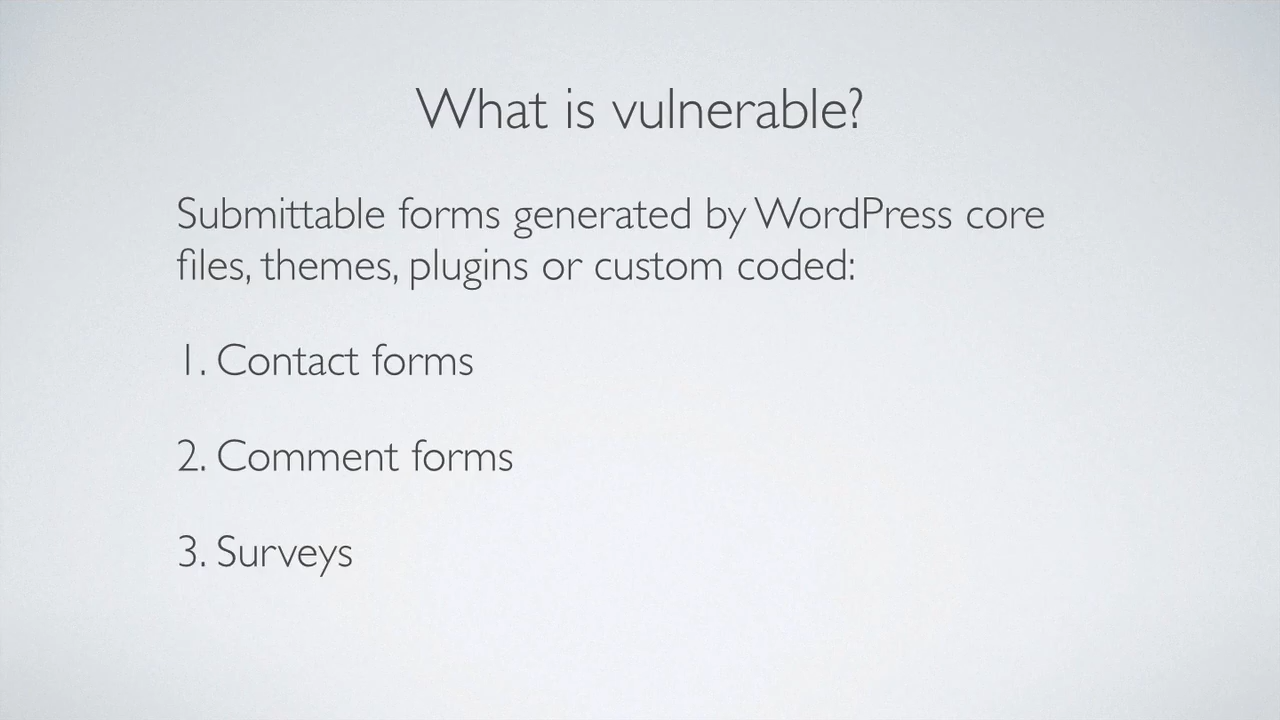 What is vulnerable?
Submittable forms generated by WordPress core
files, themes, plugins or custom coded:
1. Contact forms
2. Comment forms
3. Surveys